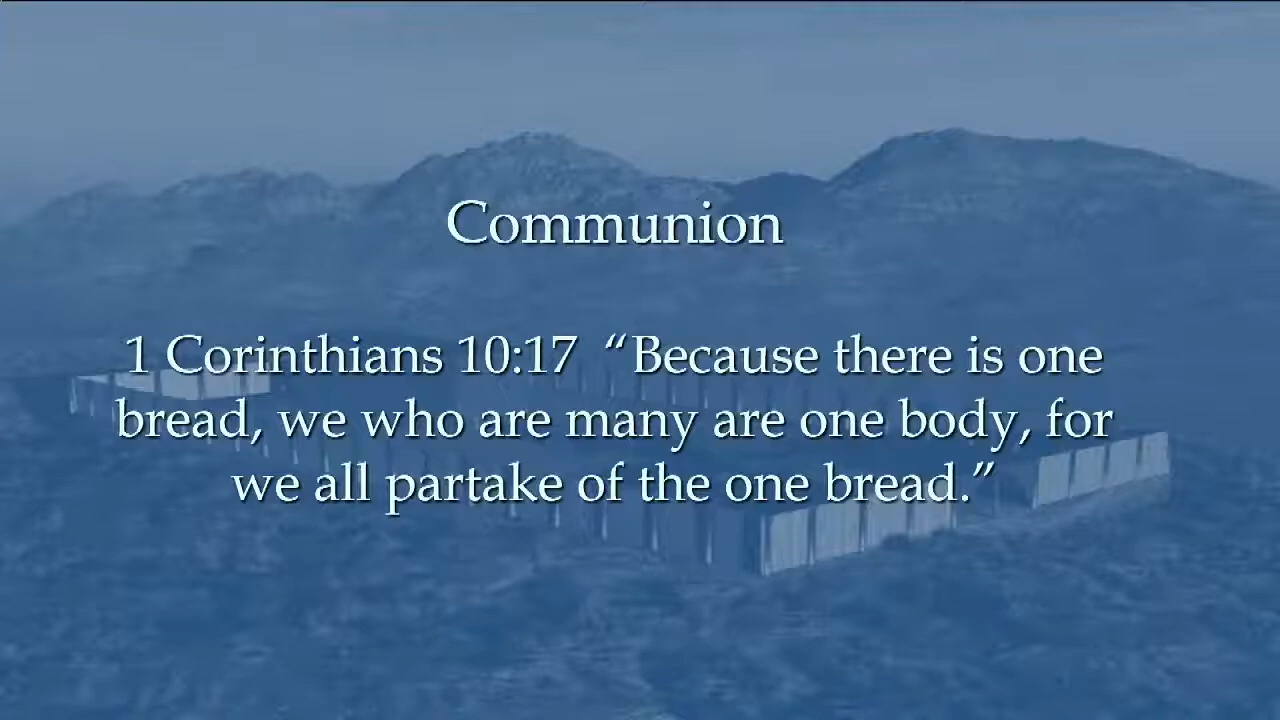 Communion
1 Corinthians 10:17  “Because there is one
bread, we who are many are one body, for
we all partake of the one bread.”